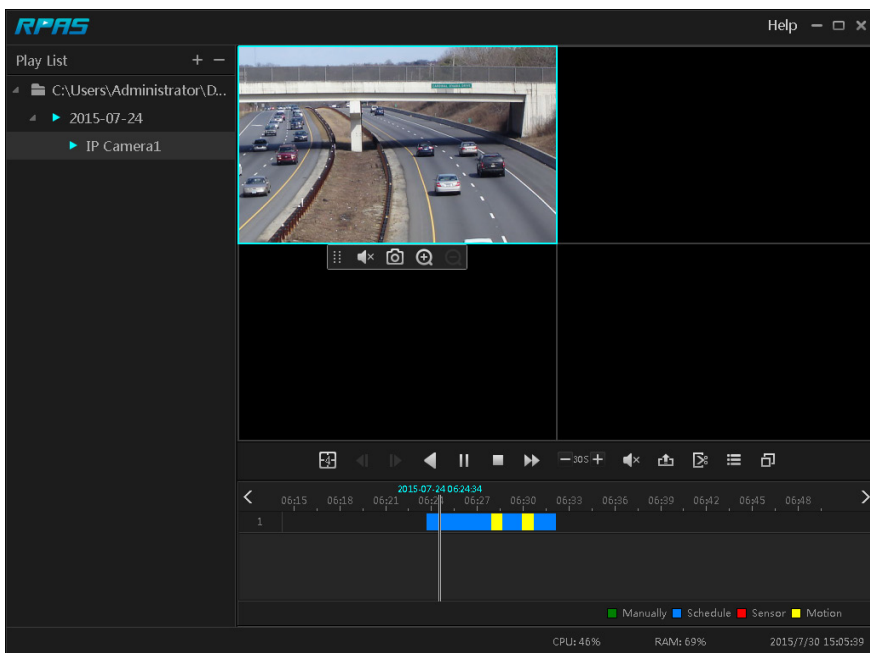 RPAS
Help
Play List
C:\Users\Administrator\D...
2015-07-24
IP Camera1
4
30S
2015-07-24 06:24:34
06:15 06:18 06:21 06:24 06:27 06:30 06:33 06:36 06:39 06:42 06:45 06:48
1
Manually Schedule Sensor Motion
CPU: 46% RAM: 69% 2015/7/30 15:05:39